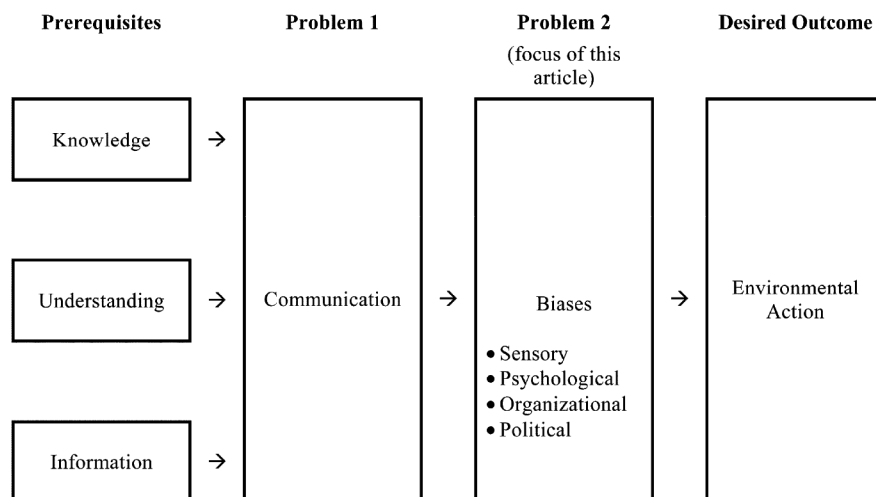 Prerequisites
Problem 1
Problem 2
(focus of this
article)
Desired Outcome
Knowledge
→
Understanding
→
Information
→
Communication
→
Biases
• Sensory
• Psychological
• Organizational
• Political
→
Environmental
Action